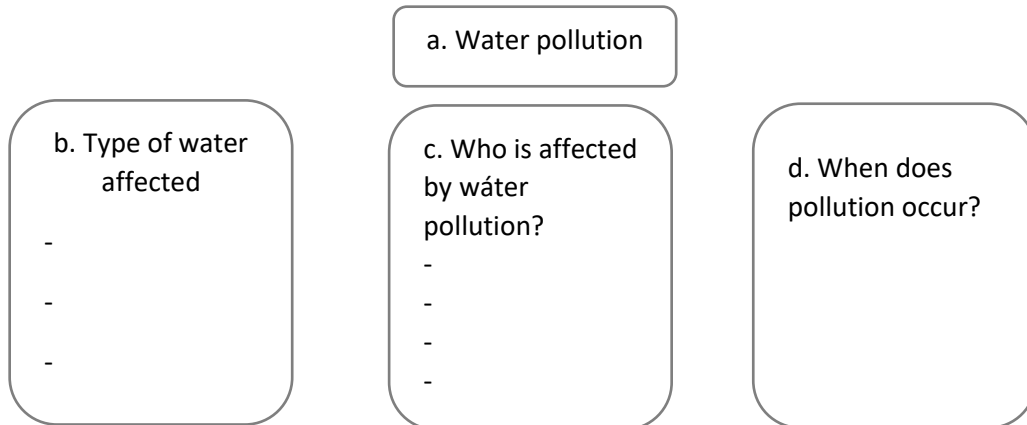 a. Water pollution
b. Type of water
affected
-
-
-
c. Who is affected
by wáter
pollution?
-
-
-
-
d. When does
pollution occur?